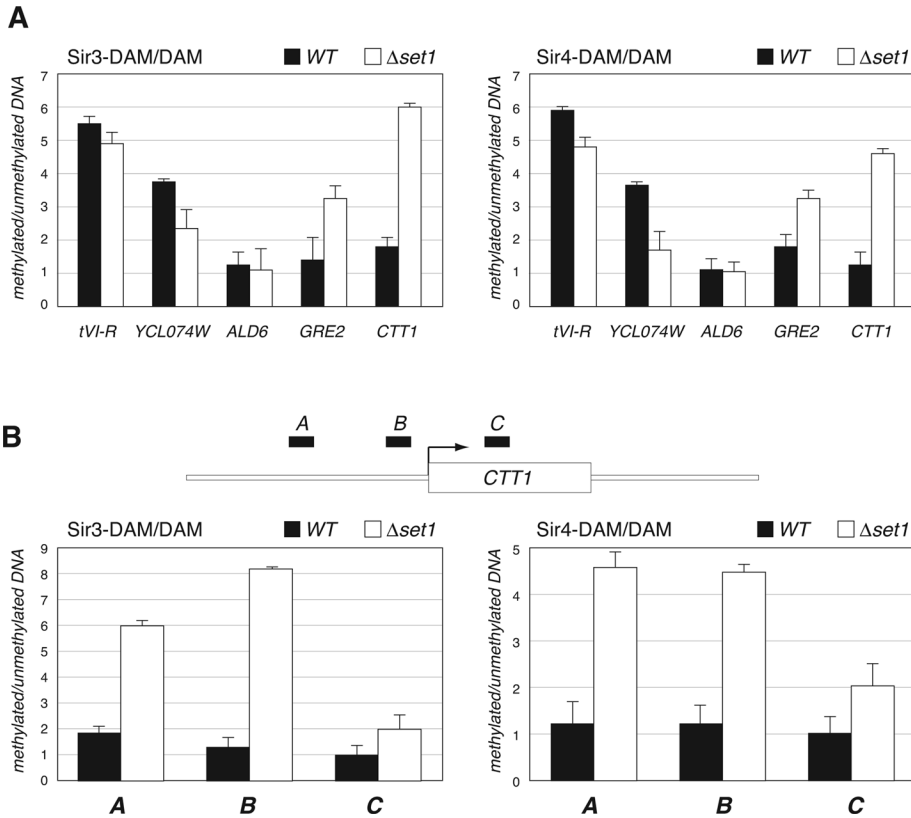 A
Sir3-DAM/DAM WT Δset1
methylated/unmethylated DNA
7
6
5
4
3
2
1
0
tVI-R YCL074W ALD6 GRE2 CTT1
Sir4-DAM/DAM WT Δset1
methylated/unmethylated DNA
7
6
5
4
3
2
1
0
tVI-R YCL074W ALD6 GRE2 CTT1
B
A B C
CTT1
Sir3-DAM/DAM WT Δset1
methylated/unmethylated DNA
9
8
7
6
5
4
3
2
1
0
A B C
Sir4-DAM/DAM WT Δset1
methylated/unmethylated DNA
5
4
3
2
1
0
A B C